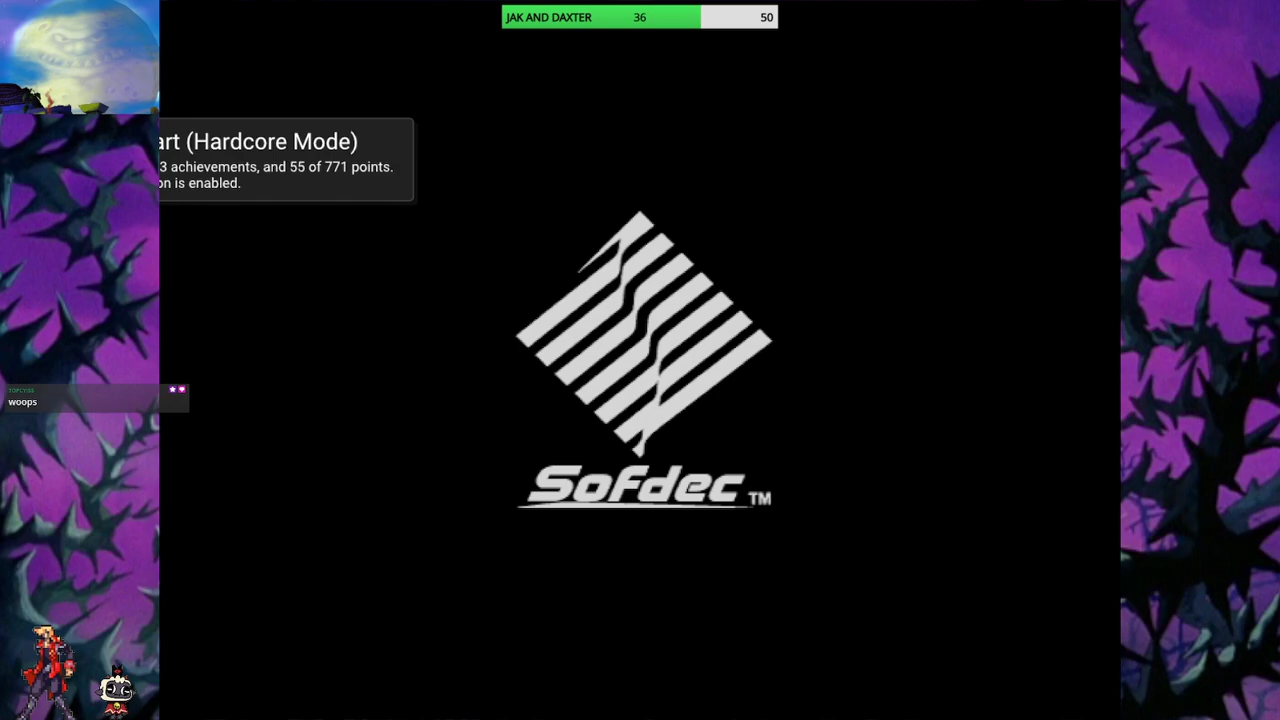 JAK AND DAXTER 36 50
art (Hardcore Mode)
3 achievements, and 55 of 771 points.
on is enabled.
TOPCYISS
woops
Sofdec TM